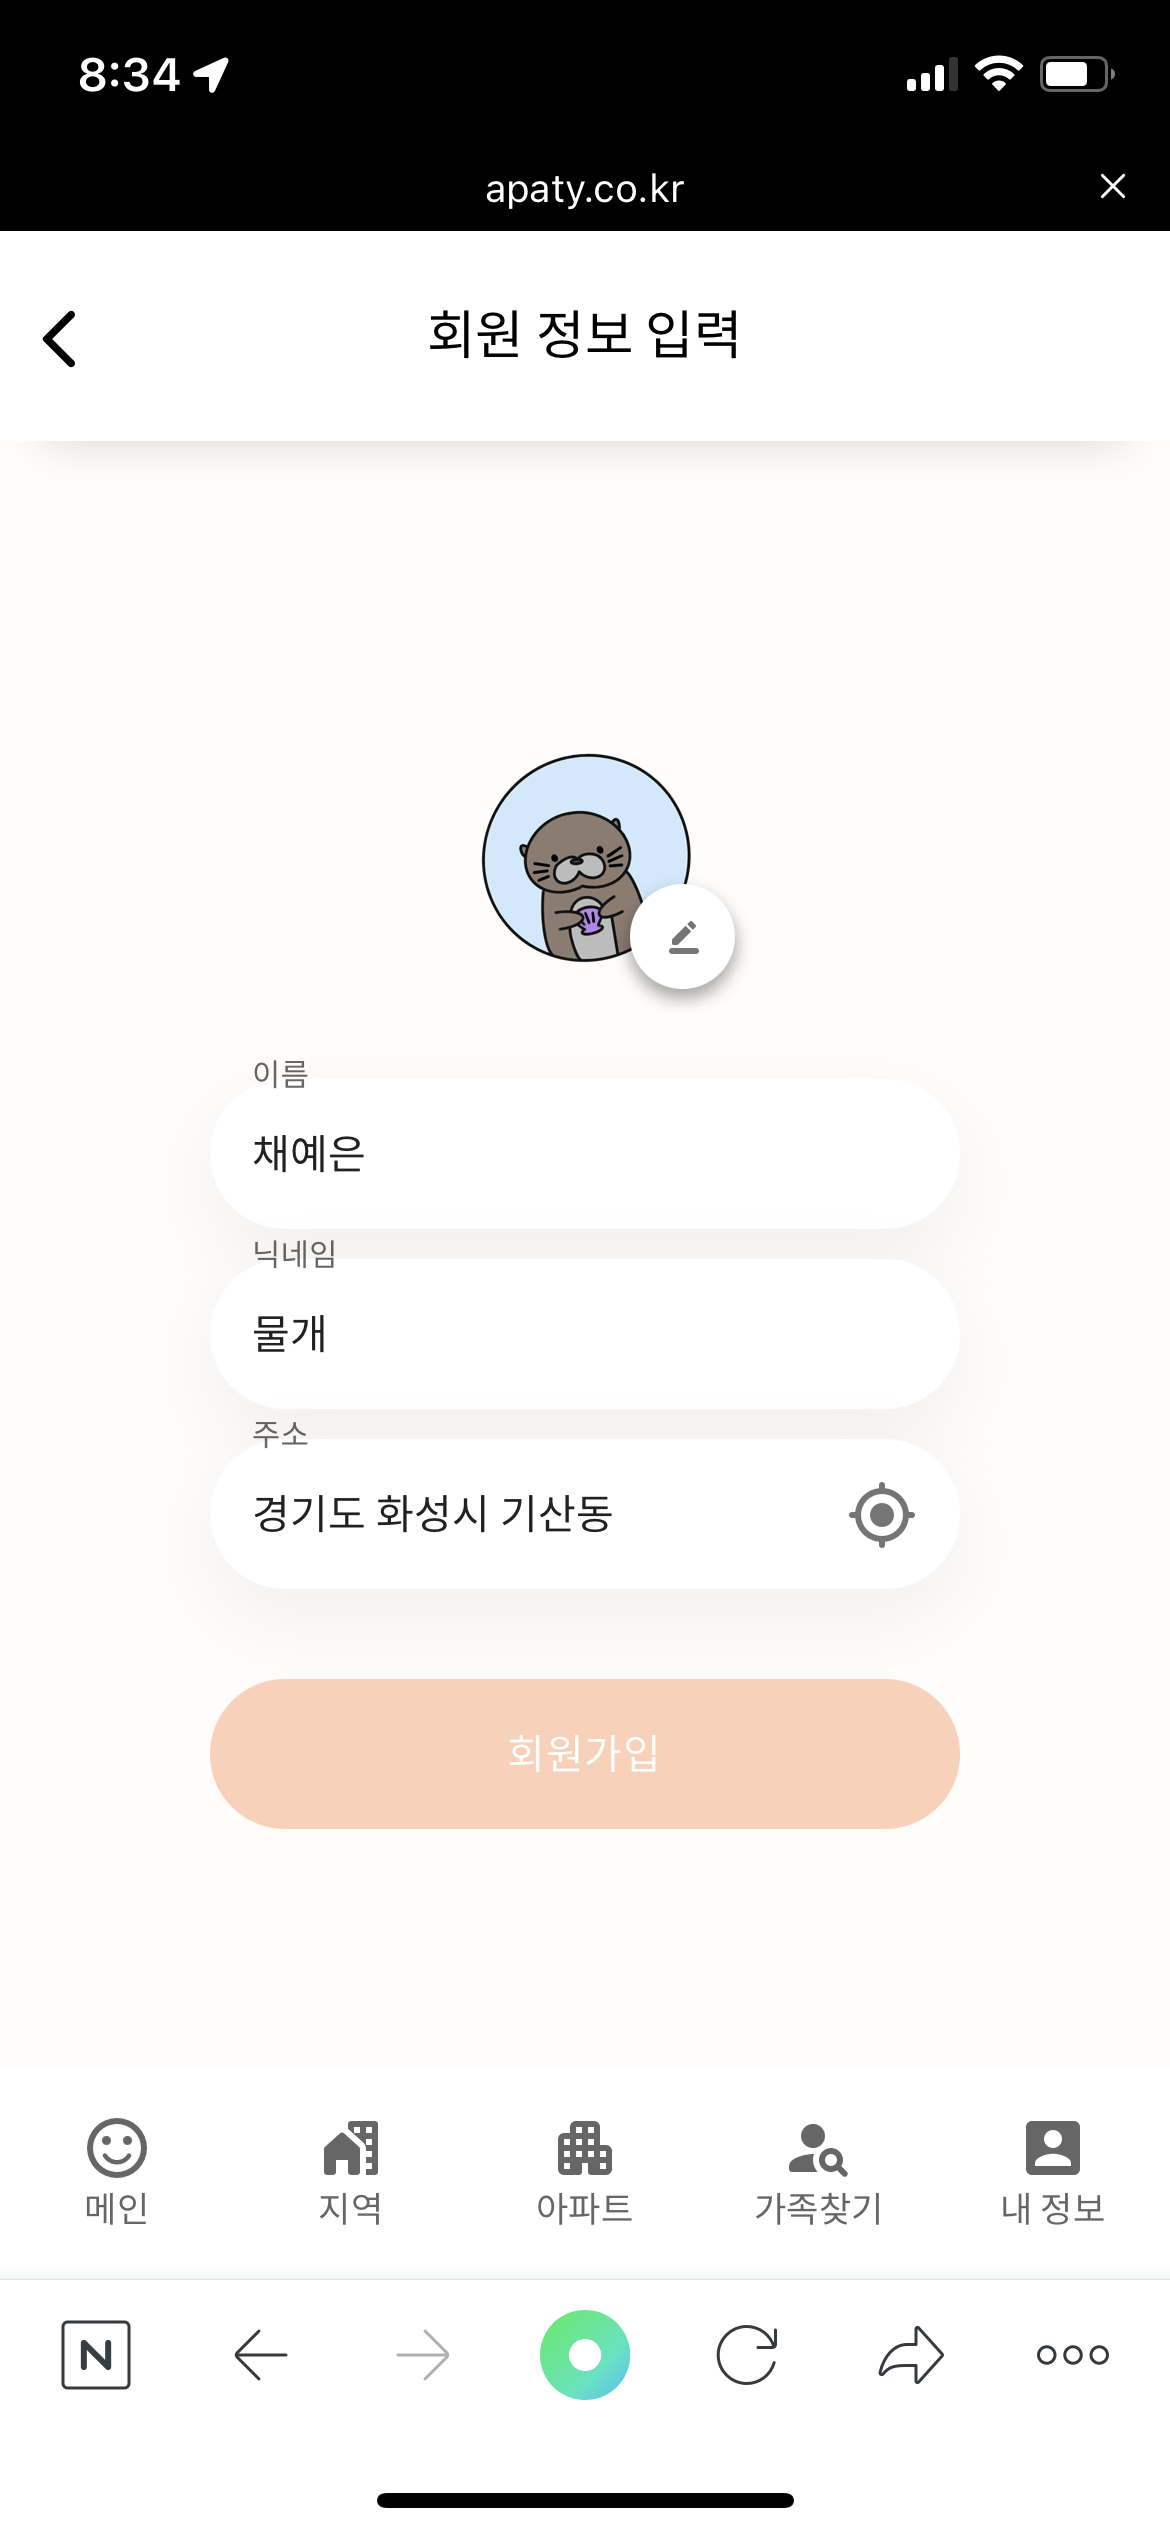 8:34
apaty.co.kr
회원 정보 입력
이름
채예은
닉네임
물개
주소
경기도 화성시 기산동
회원가입
메인 지역 아파트 가족찾기 내 정보
N